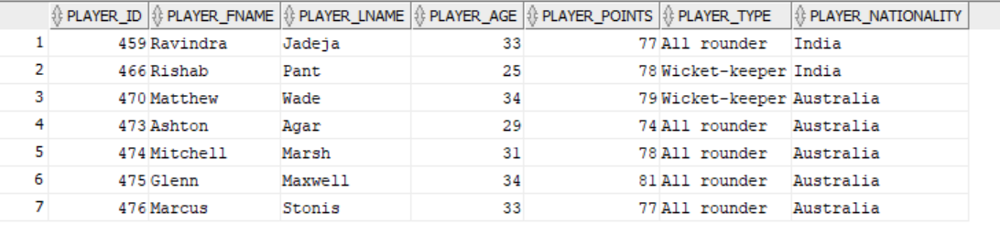 PLAYER_ID PLAYER_FNAME PLAYER_LNAME PLAYER_AGE PLAYER_POINTS PLAYER_TYPE PLAYER_NATIONALITY
1 459 Ravindra Jadeja 33 77 All rounder India
2 466 Rishab Pant 25 78 Wicket-keeper India
3 470 Matthew Wade 34 79 Wicket-keeper Australia
4 473 Ashton Agar 29 74 All rounder Australia
5 474 Mitchell Marsh 31 78 All rounder Australia
6 475 Glenn Maxwell 34 81 All rounder Australia
7 476 Marcus Stonis 33 77 All rounder Australia